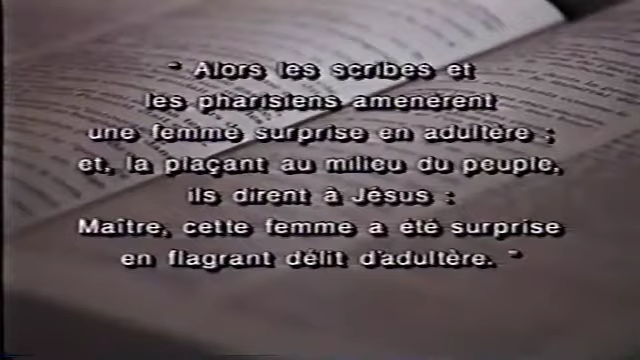 " Alors les scribes et
les pharisiens amenèrent
une femme surprise en adultère ;
et, la plaçant au milieu du peuple,
ils dirent à Jésus :
Maître, cette femme a été surprise
en flagrant délit d'adultère. "